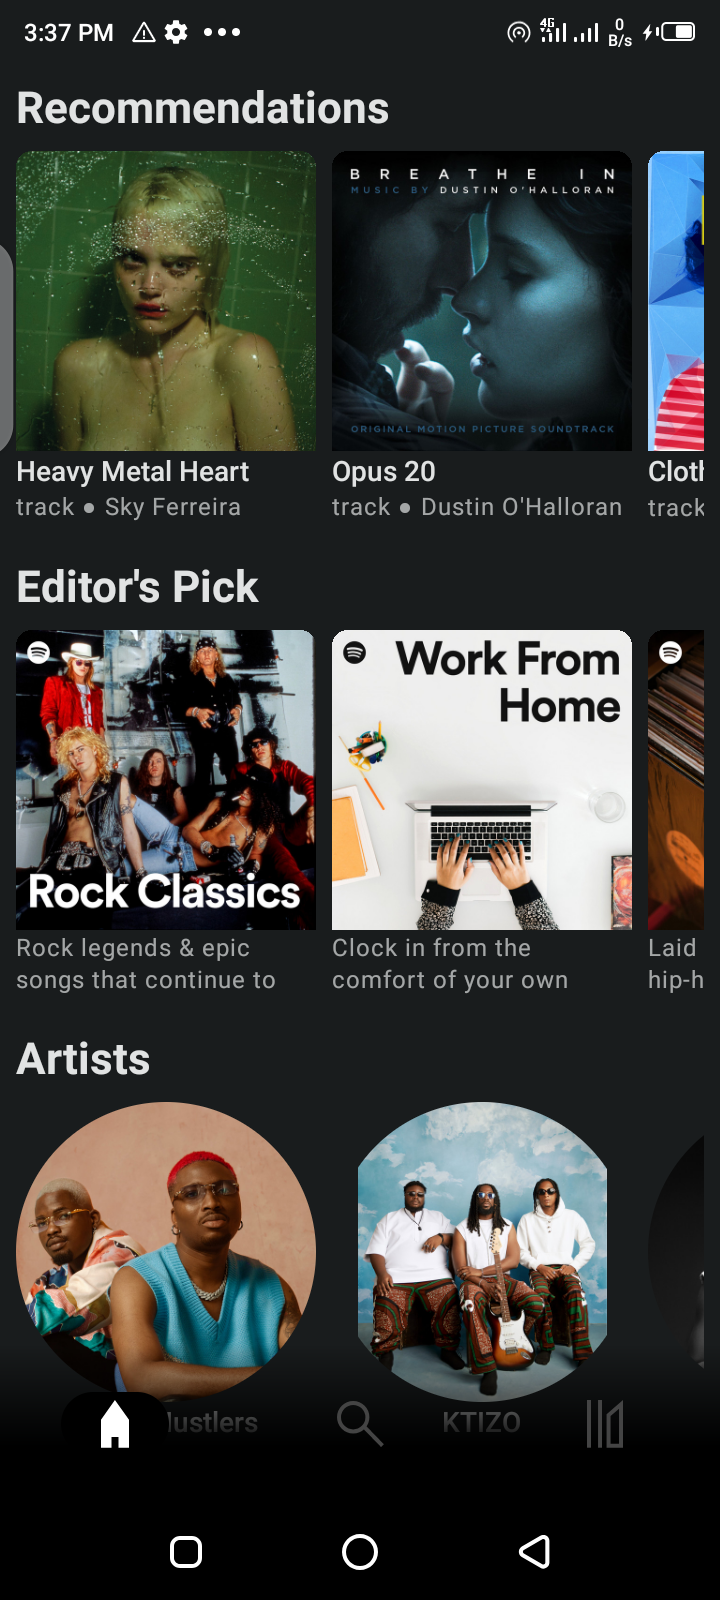 3:37 PM
4G
0
B/s
Recommendations
BREATHE IN
MUSIC BY DUSTIN O'HALLORAN
ORIGINAL MOTION PICTURE SOUNDTRACK
Heavy Metal Heart
Opus 20
Cloth
track • Sky Ferreira
track • Dustin O'Halloran
track
Editor's Pick
Rock Classics
Work From
Home
Rock legends & epic
songs that continue to
Clock in from the
comfort of your own
Laid
hip-h
Artists
ustlers
KTIZO